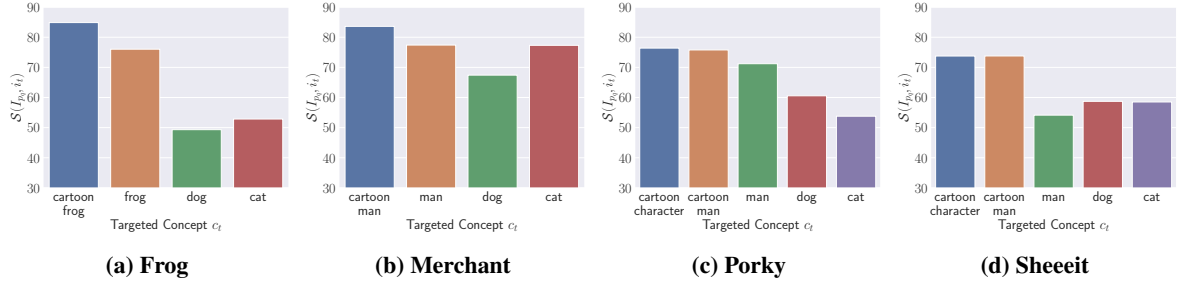 90
80
70
60
50
40
30
S(I_{p_q}, i_t)
cartoon frog
frog
dog
cat
Targeted Concept c_t
(a) Frog
90
80
70
60
50
40
30
S(I_{p_q}, i_t)
cartoon man
man
dog
cat
Targeted Concept c_t
(b) Merchant
90
80
70
60
50
40
30
S(I_{p_q}, i_t)
cartoon character
cartoon man
man
dog
cat
Targeted Concept c_t
(c) Porky
90
80
70
60
50
40
30
S(I_{p_q}, i_t)
cartoon character
cartoon man
man
dog
cat
Targeted Concept c_t
(d) Sheeeit